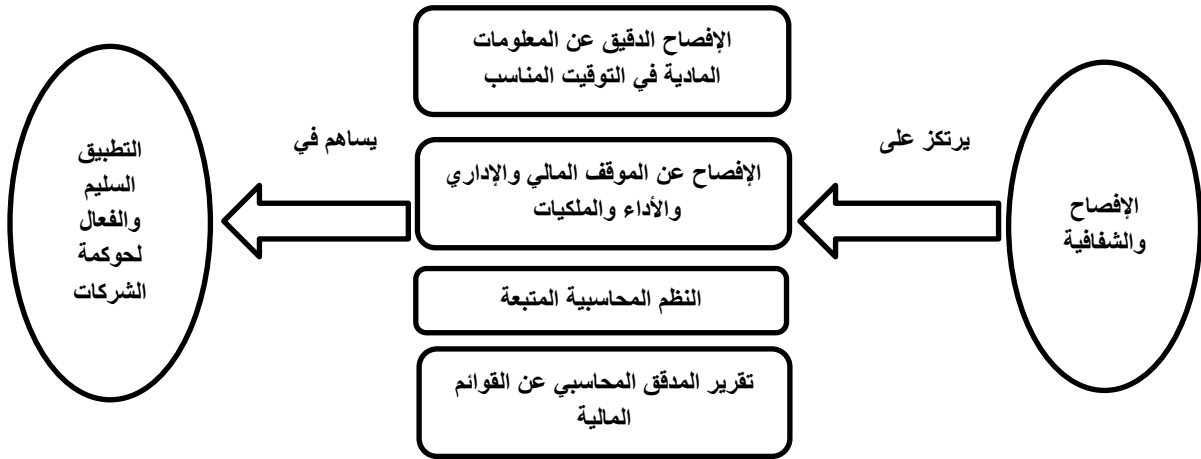 الإفصاح
والشفافية
يرتكز على
الإفصاح الدقيق عن المعلومات
المادية في التوقيت المناسب
الإفصاح عن الموقف المالي والإداري
والأداء والملكيات
النظم المحاسبية المتبعة
تقرير المدقق المحاسبي عن القوائم
المالية
يساهم في
التطبيق
السليم
والفعال
لحوكمة
الشركات